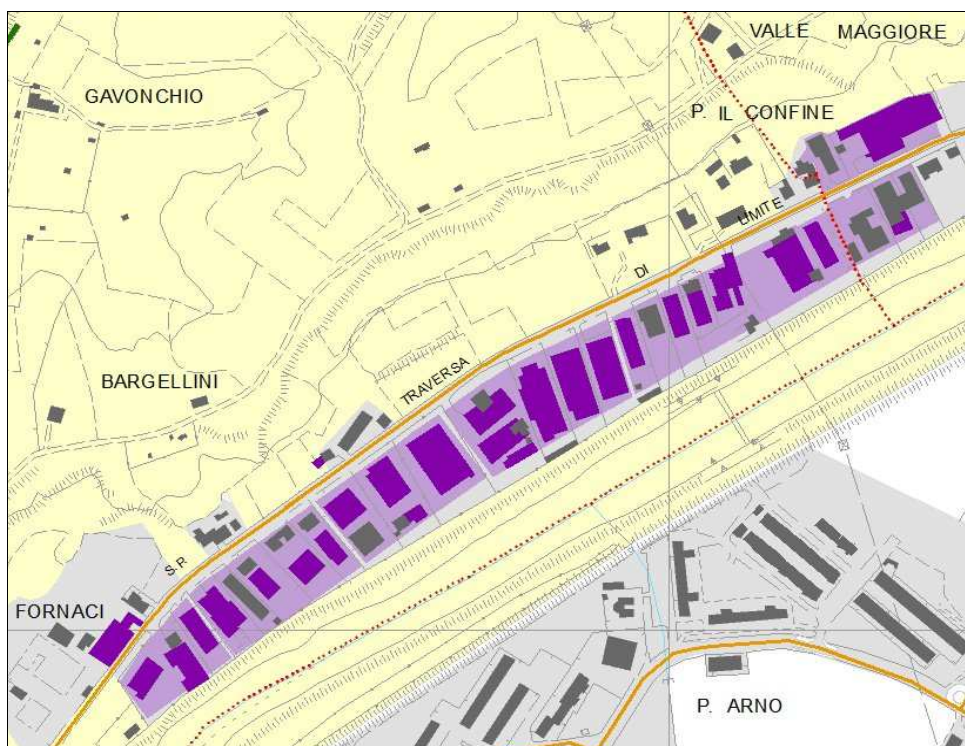 VALLE MAGGIORE
GAVONCHIO
P. IL CONFINE
LIMITE
DI
TRAVERSA
BARGELLINI
S.R
FORNACI
P. ARNO